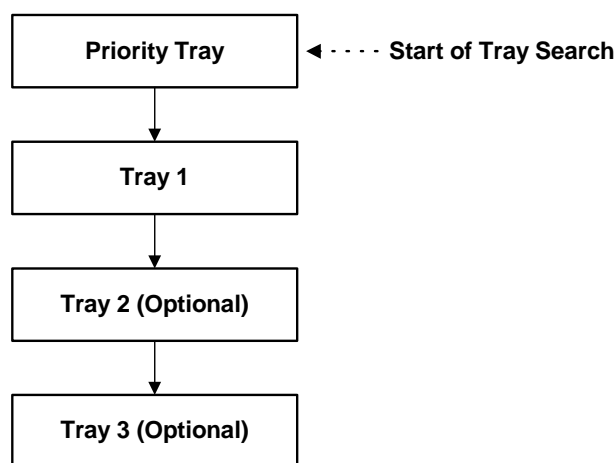 Priority Tray
Start of Tray Search
Tray 1
Tray 2 (Optional)
Tray 3 (Optional)